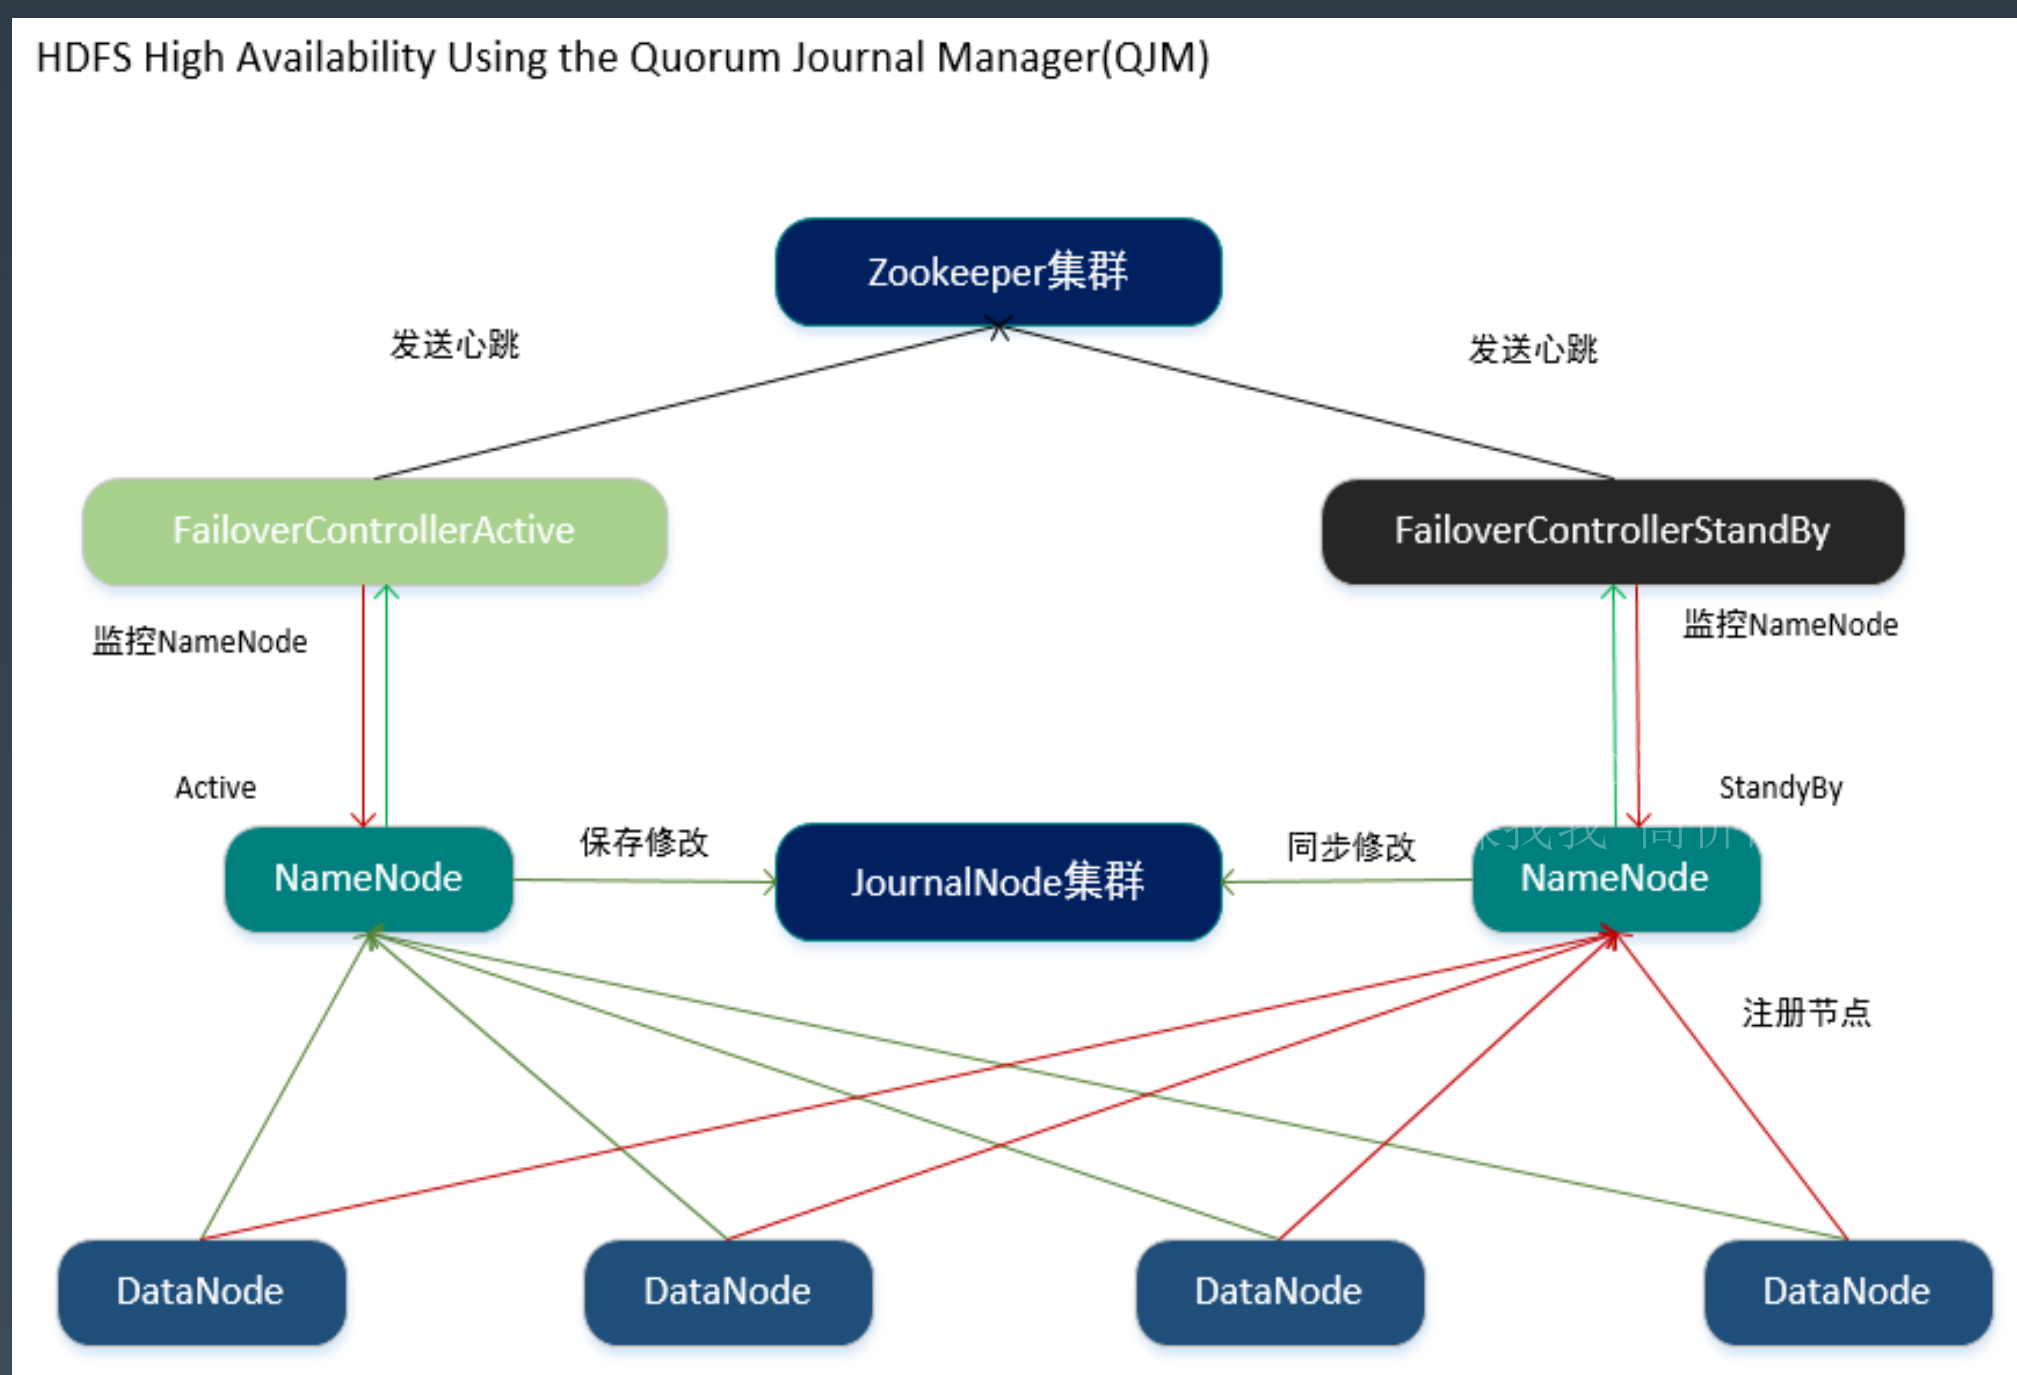 HDFS High Availability Using the Quorum Journal Manager(QJM)
Zookeeper集群
发送心跳
发送心跳
FailoverControllerActive
FailoverControllerStandBy
监控NameNode
监控NameNode
Active
StandyBy
保存修改
同步修改
NameNode
JournalNode集群
NameNode
注册节点
DataNode
DataNode
DataNode
DataNode